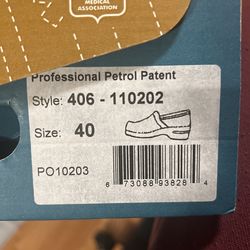 MEDICAL
ASSOCIATION
Professional Petrol Patent
Style: 406 - 110202
Size: 40
PO10203
6 73088 93828 4